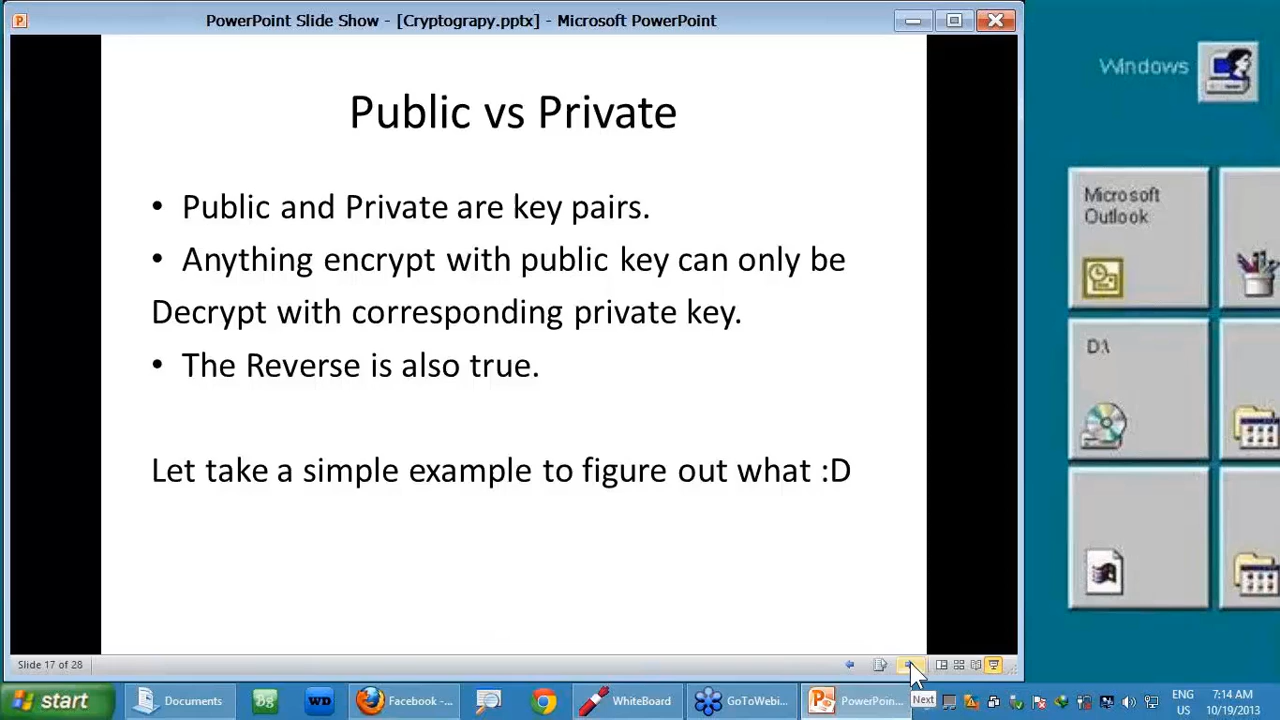 PowerPoint Slide Show - [Cryptograpy.pptx] - Microsoft PowerPoint
Windows
Public vs Private
• Public and Private are key pairs.
• Anything encrypt with public key can only be
Decrypt with corresponding private key.
• The Reverse is also true.
Let take a simple example to figure out what :D
Microsoft
Outlook
D:\
Slide 17 of 28
start
Documents
Bg
WD
Facebook -...
WhiteBoard
GoToWebi...
PowerPoin...
Next
ENG
US
7:14 AM
10/19/2013